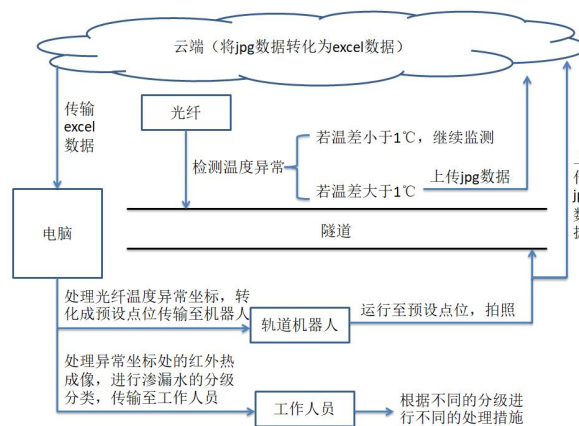 云端（将jpg数据转化为excel数据）
传输
excel
数据
光纤
检测温度异常
若温差小于1℃，继续监测
若温差大于1℃
上传jpg数据
电脑
隧道
处理光纤温度异常坐标，转
化成预设点位传输至机器人
轨道机器人
运行至预设点位，拍照
处理异常坐标处的红外热
成像，进行渗漏水的分级
分类，传输至工作人员
工作人员
根据不同的分级进
行不同的处理措施